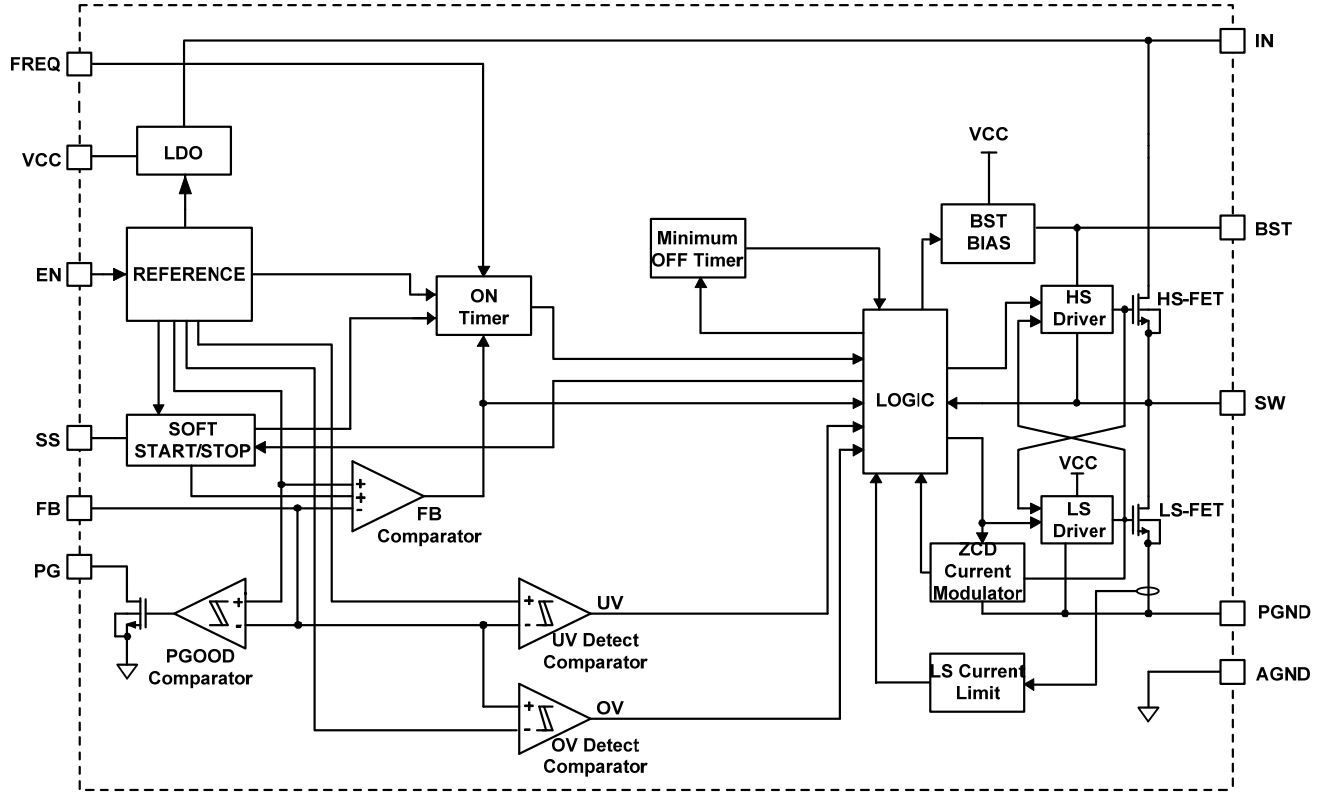 IN
FREQ
VCC
VCC
LDO
BST
BIAS
BST
Minimum
OFF Timer
EN
REFERENCE
ON
Timer
HS
Driver
HS-FET
LOGIC
SW
SS
SOFT
START/STOP
VCC
FB
+
+
-
FB
Comparator
LS
Driver
LS-FET
PG
ZCD
Current
Modulator
+
-
PGOOD
Comparator
+
-
UV
UV Detect
Comparator
PGND
LS Current
Limit
AGND
+
-
OV
OV Detect
Comparator